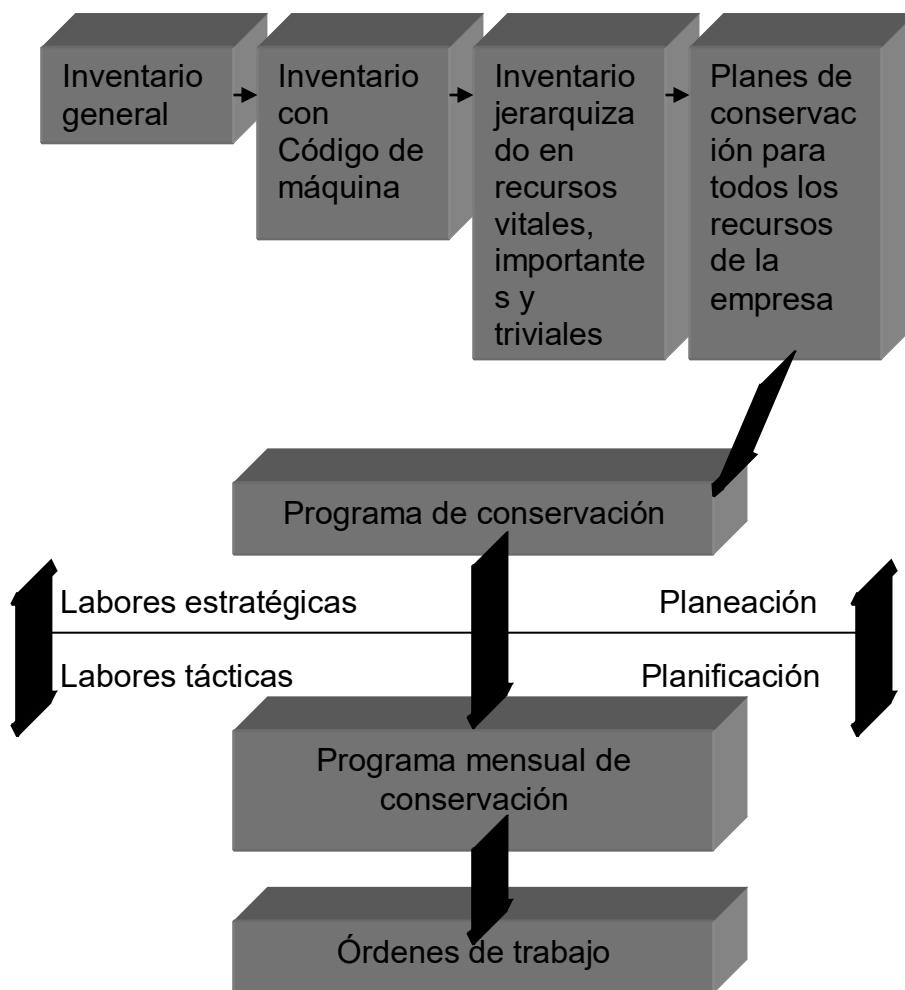 Inventario
general
Inventario
con
Código de
máquina
Inventario
jerarquiza
do en
recursos
vitales,
importante
s y
triviales
Planes de
conservac
ión para
todos los
recursos
de la
empresa
Programa de conservación
Labores estratégicas
Planeación
Labores tácticas
Planificación
Programa mensual de
conservación
Órdenes de trabajo